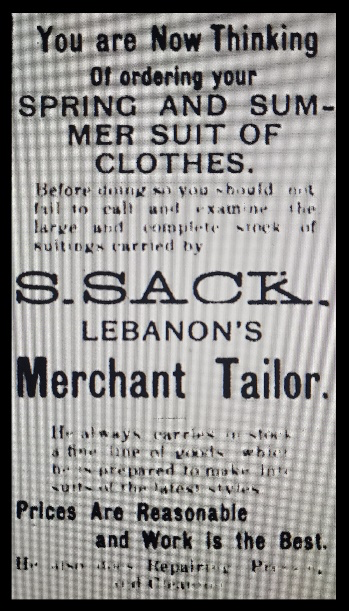 You are Now Thinking
Of ordering your
SPRING AND SUM-
MER SUIT OF
CLOTHES.
Before doing so you should not
fail to call and examine the
large and complete stock of
suitings carried by
S. SACK.
LEBANON'S
Merchant Tailor.
He always carries in stock
a fine line of goods which
he is prepared to make into
suits of the latest styles.
Prices Are Reasonable
and Work is the Best.
He also does Repairing, Pressing,
and Cleaning